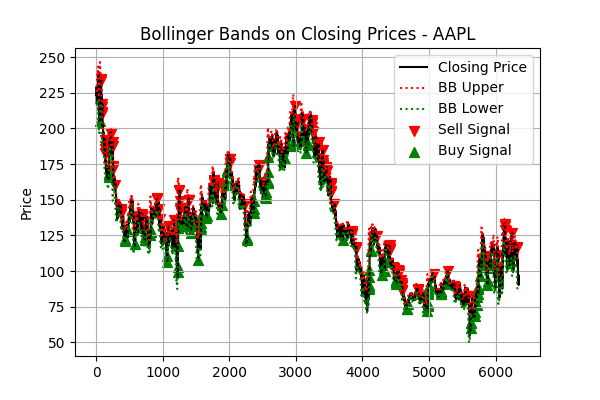 Bollinger Bands on Closing Prices - AAPL
Price
250
225
200
175
150
125
100
75
50
0
1000
2000
3000
4000
5000
6000
Closing Price
BB Upper
BB Lower
Sell Signal
Buy Signal